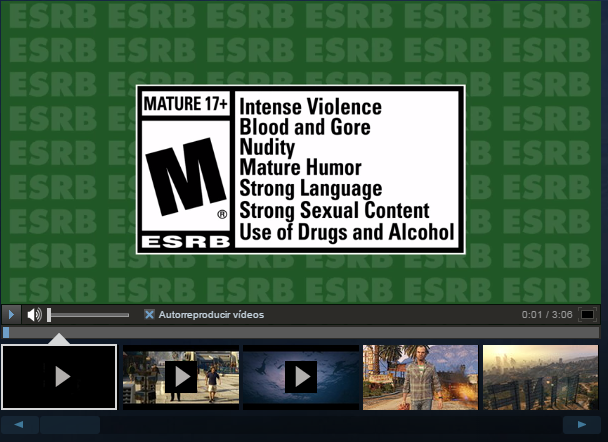 ESRB ESRB ESRB ESRB ESRB ESRB
MATURE 17+
M®
ESRB
Intense Violence
Blood and Gore
Nudity
Mature Humor
Strong Language
Strong Sexual Content
Use of Drugs and Alcohol
Autorreproducir vídeos
0:01 / 3:06